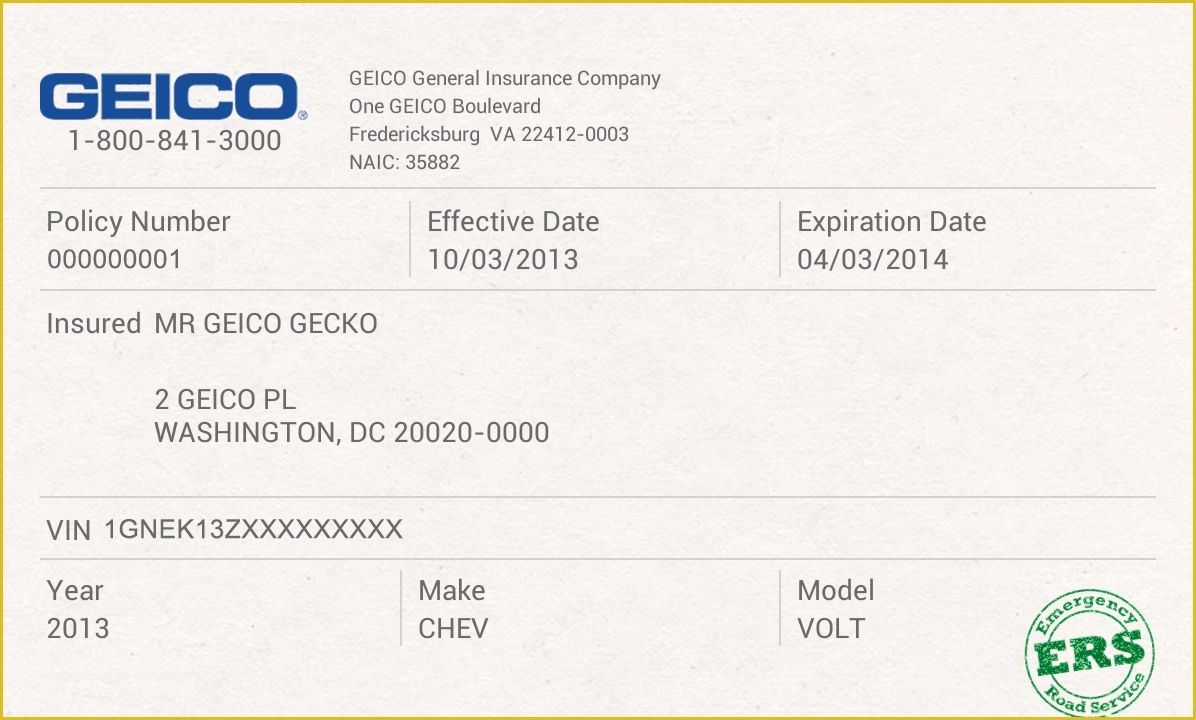 GEICO®
1-800-841-3000
GEICO General Insurance Company
One GEICO Boulevard
Fredericksburg VA 22412-0003
NAIC: 35882
Policy Number
000000001
Effective Date
10/03/2013
Expiration Date
04/03/2014
Insured MR GEICO GECKO
2 GEICO PL
WASHINGTON, DC 20020-0000
VIN 1GNEK13ZXXXXXXXXX
Year
2013
Make
CHEV
Model
VOLT
Emergency
ERS
Road Service